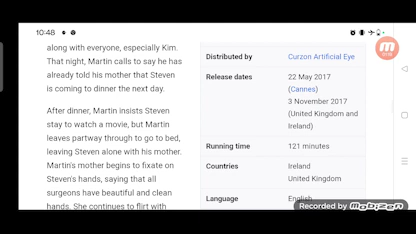 10:48
along with everyone, especially Kim.
That night, Martin calls to say he has
already told his mother that Steven
is coming to dinner the next day.
After dinner, Martin insists Steven
stay to watch a movie, but Martin
leaves partway through to go to bed,
leaving Steven alone with his mother.
Martin's mother begins to fixate on
Steven's hands, saying that all
surgeons have beautiful and clean
hands. She continues to flirt with
Distributed by Curzon Artificial Eye
Release dates 22 May 2017
(Cannes)
3 November 2017
(United Kingdom and
Ireland)
Running time 121 minutes
Countries Ireland
United Kingdom
Language English
Recorded by Mobizen